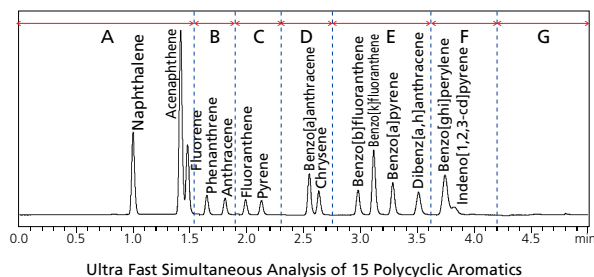 A B C D E F G
Naphthalene
Acenaphthene
Fluorene
Phenanthrene
Anthracene
Fluoranthene
Pyrene
Benzo[a]anthracene
Chrysene
Benzo[b]fluoranthene
Benzo[k]fluoranthene
Benzo[a]pyrene
Dibenz[a,h]anthracene
Benzo[ghi]perylene
Indeno[1,2,3-cd]pyrene
0.0 0.5 1.0 1.5 2.0 2.5 3.0 3.5 4.0 4.5 min
Ultra Fast Simultaneous Analysis of 15 Polycyclic Aromatics